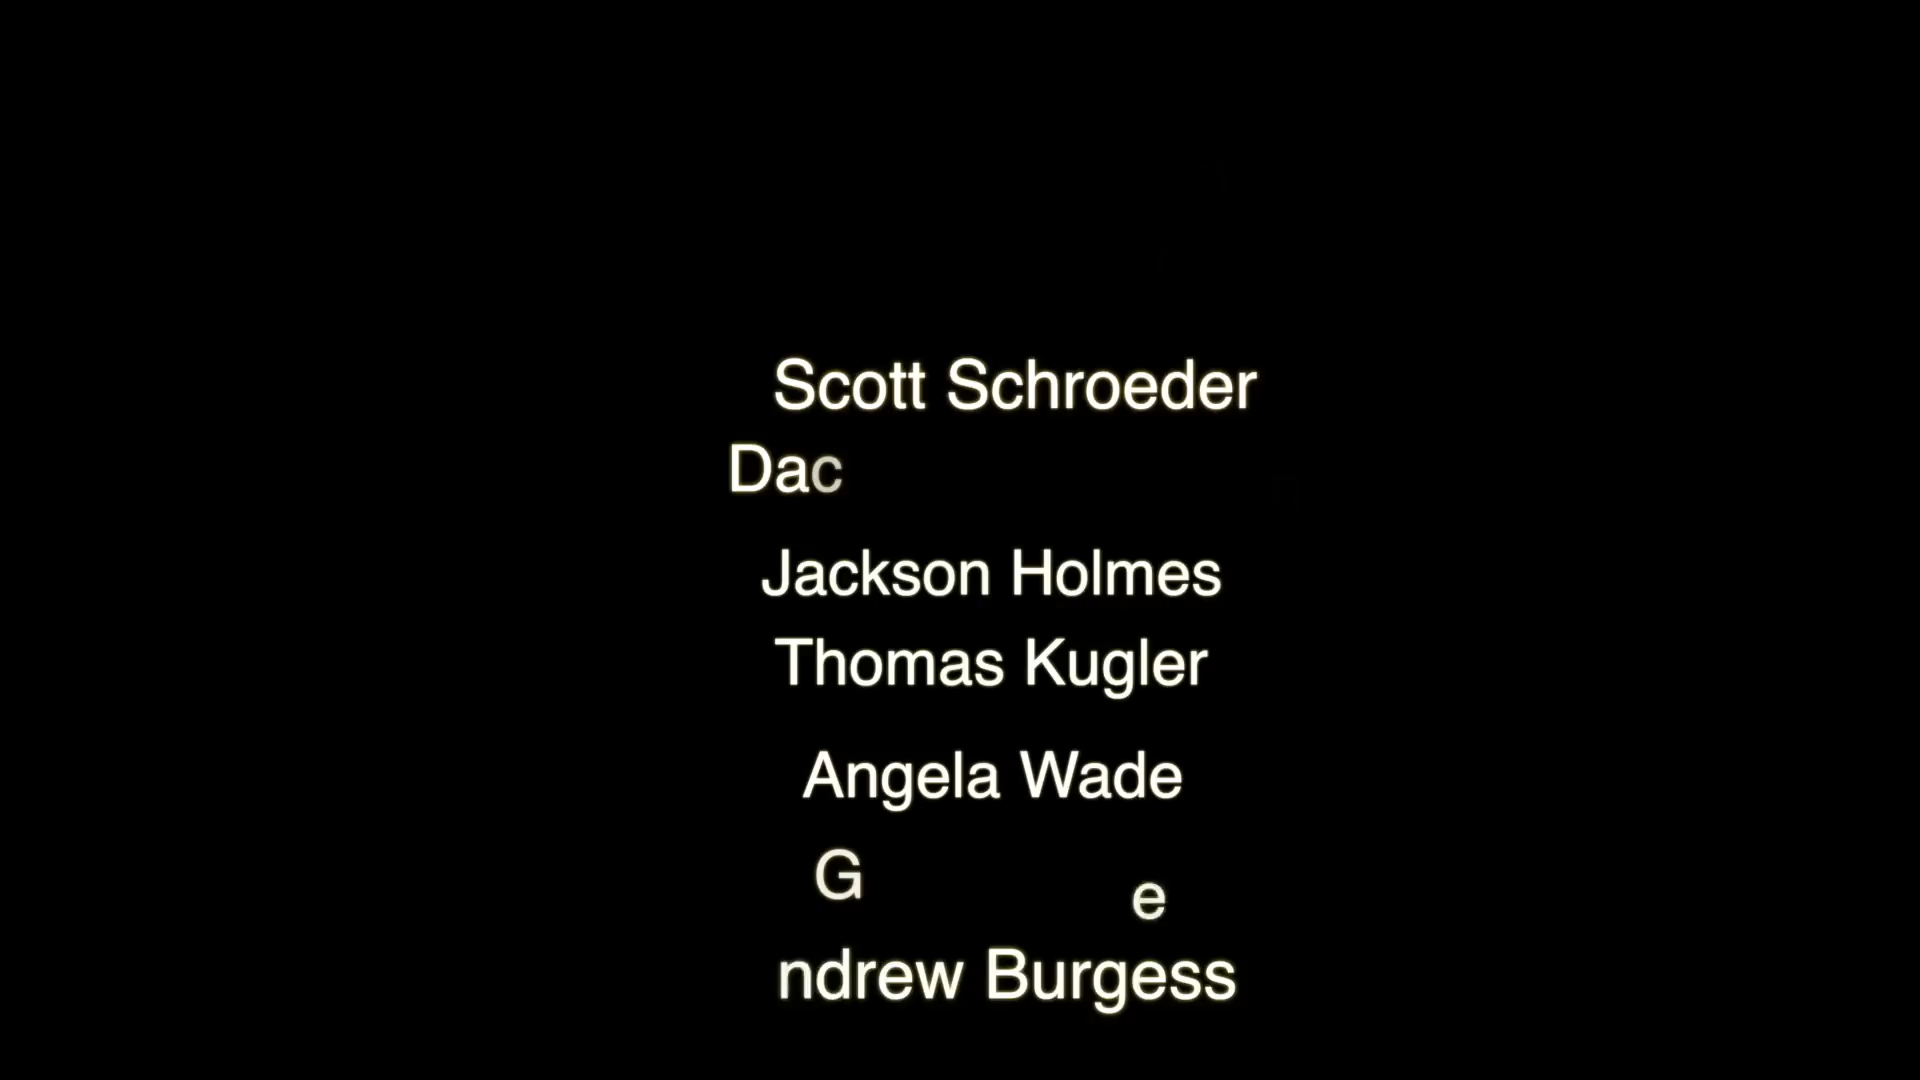 Scott Schroeder
Dac
Jackson Holmes
Thomas Kugler
Angela Wade
G e
ndrew Burgess